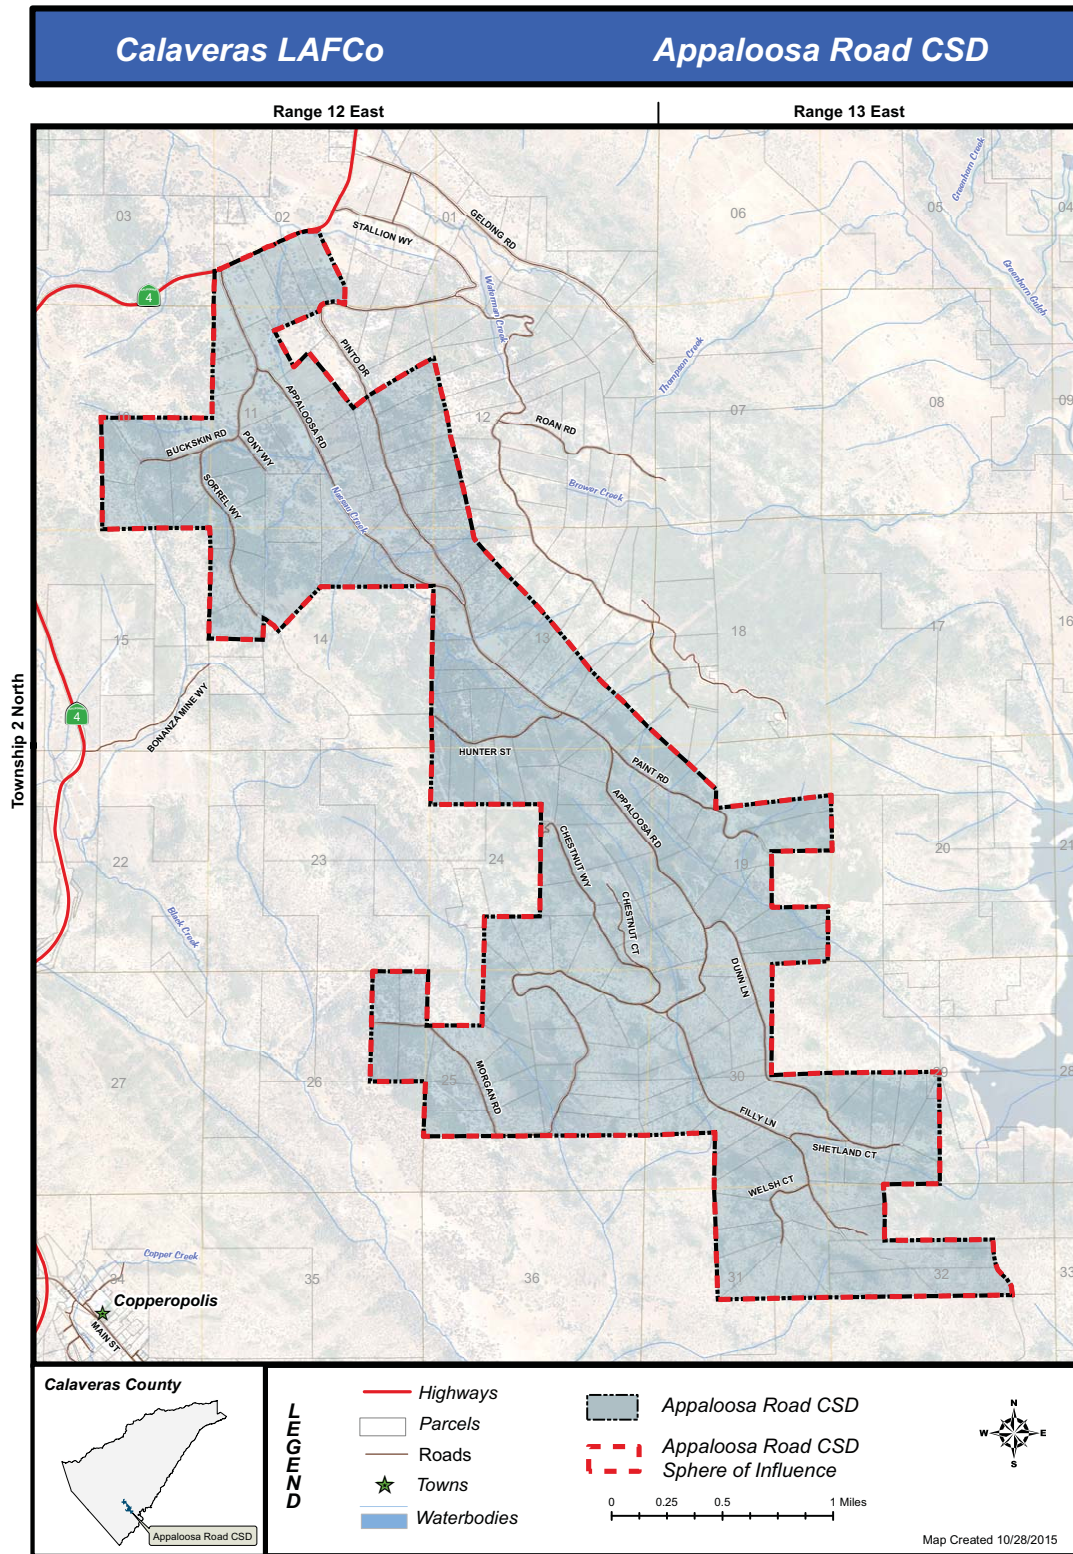 Calaveras LAFCo
Appaloosa Road CSD
Range 12 East
Range 13 East
Township 2 North
03
02
01
06
05
04
GELDING RD
STALLION WY
Greenhorn Creek
Greenhorn Gulch
Waterman Creek
Thompson Creek
4
PINTO DR
APPALOOSA RD
10
11
12
07
08
09
BUCKSKIN RD
PONY WY
ROAN RD
SORREL WY
Brower Creek
15
14
13
18
17
16
BONANZA MINE WY
4
HUNTER ST
PAINT RD
APPALOOSA RD
22
23
24
19
20
21
CHESTNUT WY
CHESTNUT CT
Black Creek
DUNN LN
27
26
25
30
29
28
MORGAN RD
FILLY LN
SHETLAND CT
WELSH CT
Copper Creek
34
35
36
31
32
33
Copperopolis
MAIN ST
Calaveras County
Appaloosa Road CSD
LEGEND
Highways
Parcels
Roads
Towns
Waterbodies
Appaloosa Road CSD
Appaloosa Road CSD
Sphere of Influence
0 0.25 0.5 1 Miles
N
W E
S
Map Created 10/28/2015